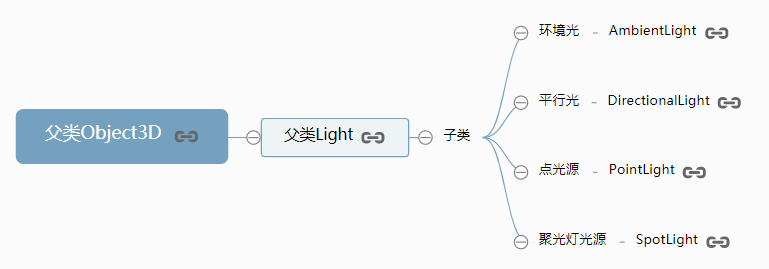 父类Object3D
父类Light
子类
环境光 - AmbientLight
平行光 - DirectionalLight
点光源 - PointLight
聚光灯光源 - SpotLight